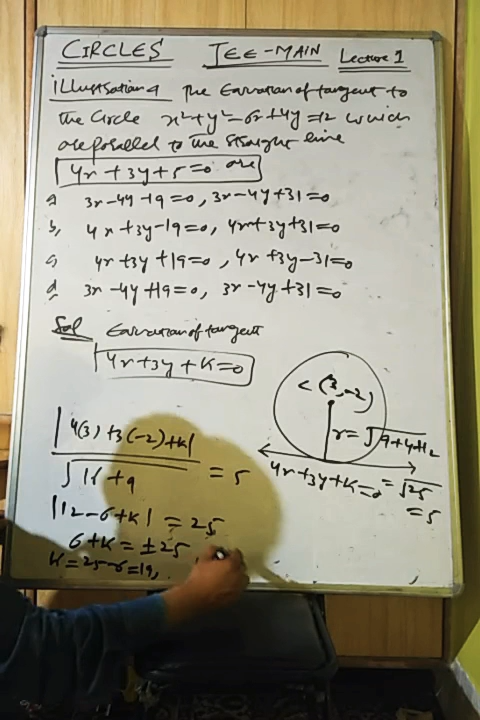 CIRCLES JEE-MAIN Lecture 1
illustration 9 The Equation of tangent to
the Circle x²+y²-6x+4y=12 which
are parallel to the straight line
4x+3y+5=0 are
a) 3x-4y-19=0, 3x-4y+31=0
b) 4x+3y-19=0, 4x+3y+31=0
c) 4x+3y+19=0, 4x+3y-31=0
d) 3x-4y+19=0, 3x-4y+31=0
Sol Equation of tangent
4x+3y+K=0
|4(3)+3(-2)+K|
√16+9 = 5
|12-6+K| = 25
6+K = ±25
K=25-6=19,
C (3,-2)
r=√9+4+12
4x+3y+K=0 = √25
= 5